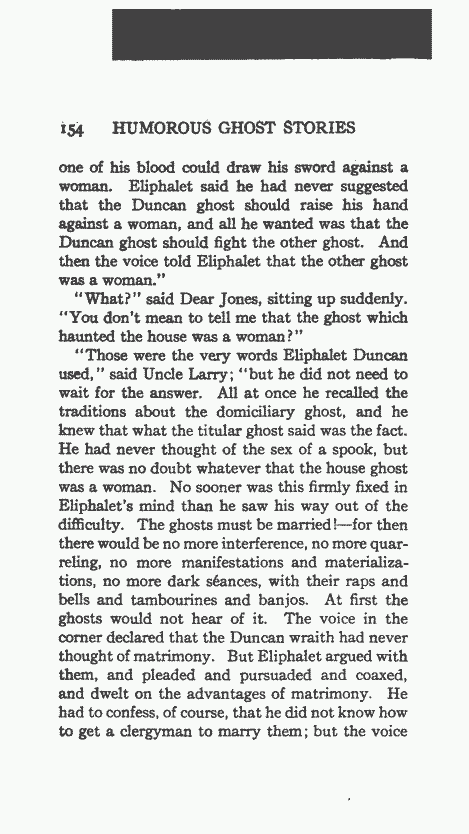 154 HUMOROUS GHOST STORIES
one of his blood could draw his sword against a
woman. Eliphalet said he had never suggested
that the Duncan ghost should raise his hand
against a woman, and all he wanted was that the
Duncan ghost should fight the other ghost. And
then the voice told Eliphalet that the other ghost
was a woman."
"What?" said Dear Jones, sitting up suddenly.
"You don't mean to tell me that the ghost which
haunted the house was a woman?"
"Those were the very words Eliphalet Duncan
used," said Uncle Larry; "but he did not need to
wait for the answer. All at once he recalled the
traditions about the domiciliary ghost, and he
knew that what the titular ghost said was the fact.
He had never thought of the sex of a spook, but
there was no doubt whatever that the house ghost
was a woman. No sooner was this firmly fixed in
Eliphalet's mind than he saw his way out of the
difficulty. The ghosts must be married!—for then
there would be no more interference, no more quar-
reling, no more manifestations and materializa-
tions, no more dark séances, with their raps and
bells and tambourines and banjos. At first the
ghosts would not hear of it. The voice in the
corner declared that the Duncan wraith had never
thought of matrimony. But Eliphalet argued with
them, and pleaded and pursuaded and coaxed,
and dwelt on the advantages of matrimony. He
had to confess, of course, that he did not know how
to get a clergyman to marry them; but the voice